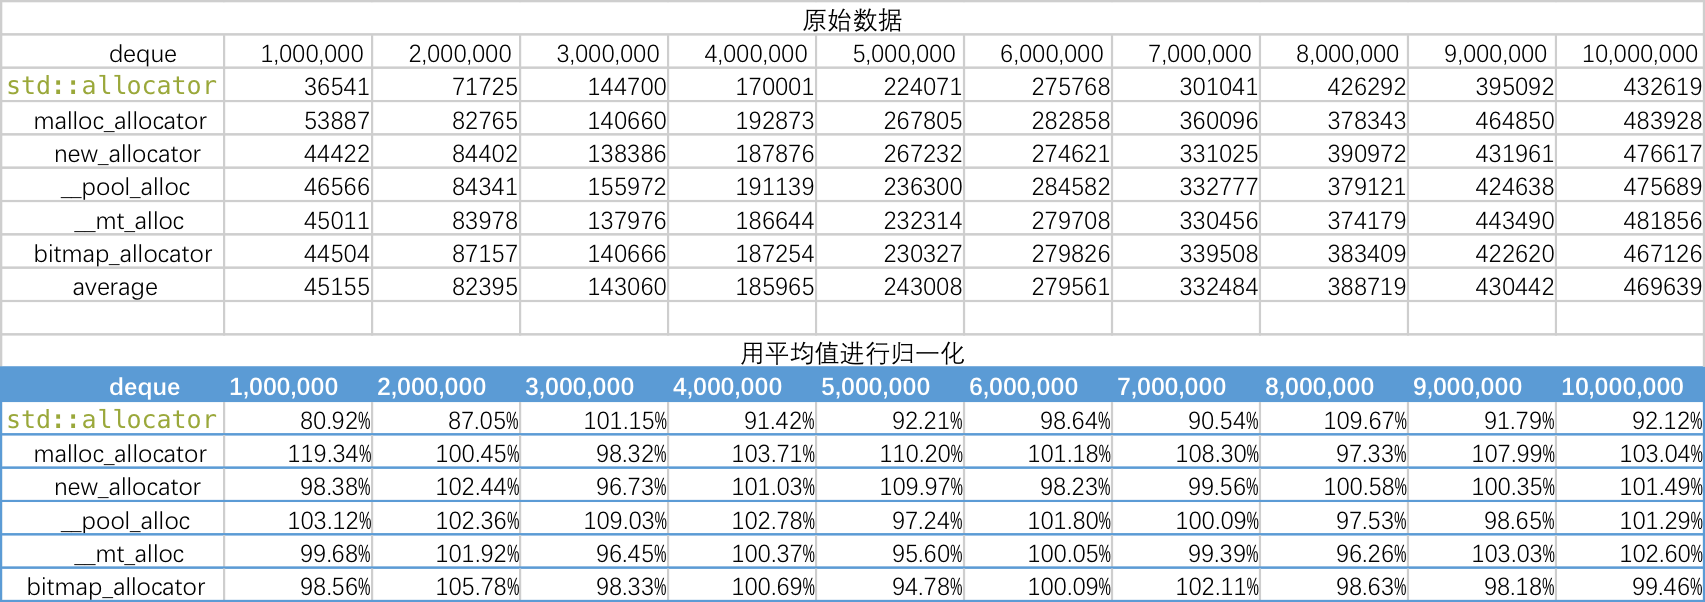 原始数据
deque 1,000,000 2,000,000 3,000,000 4,000,000 5,000,000 6,000,000 7,000,000 8,000,000 9,000,000 10,000,000
std::allocator 36541 71725 144700 170001 224071 275768 301041 426292 395092 432619
malloc_allocator 53887 82765 140660 192873 267805 282858 360096 378343 464850 483928
new_allocator 44422 84402 138386 187876 267232 274621 331025 390972 431961 476617
__pool_alloc 46566 84341 155972 191139 236300 284582 332777 379121 424638 475689
__mt_alloc 45011 83978 137976 186644 232314 279708 330456 374179 443490 481856
bitmap_allocator 44504 87157 140666 187254 230327 279826 339508 383409 422620 467126
average 45155 82395 143060 185965 243008 279561 332484 388719 430442 469639
用平均值进行归一化
deque 1,000,000 2,000,000 3,000,000 4,000,000 5,000,000 6,000,000 7,000,000 8,000,000 9,000,000 10,000,000
std::allocator 80.92% 87.05% 101.15% 91.42% 92.21% 98.64% 90.54% 109.67% 91.79% 92.12%
malloc_allocator 119.34% 100.45% 98.32% 103.71% 110.20% 101.18% 108.30% 97.33% 107.99% 103.04%
new_allocator 98.38% 102.44% 96.73% 101.03% 109.97% 98.23% 99.56% 100.58% 100.35% 101.49%
__pool_alloc 103.12% 102.36% 109.03% 102.78% 97.24% 101.80% 100.09% 97.53% 98.65% 101.29%
__mt_alloc 99.68% 101.92% 96.45% 100.37% 95.60% 100.05% 99.39% 96.26% 103.03% 102.60%
bitmap_allocator 98.56% 105.78% 98.33% 100.69% 94.78% 100.09% 102.11% 98.63% 98.18% 99.46%